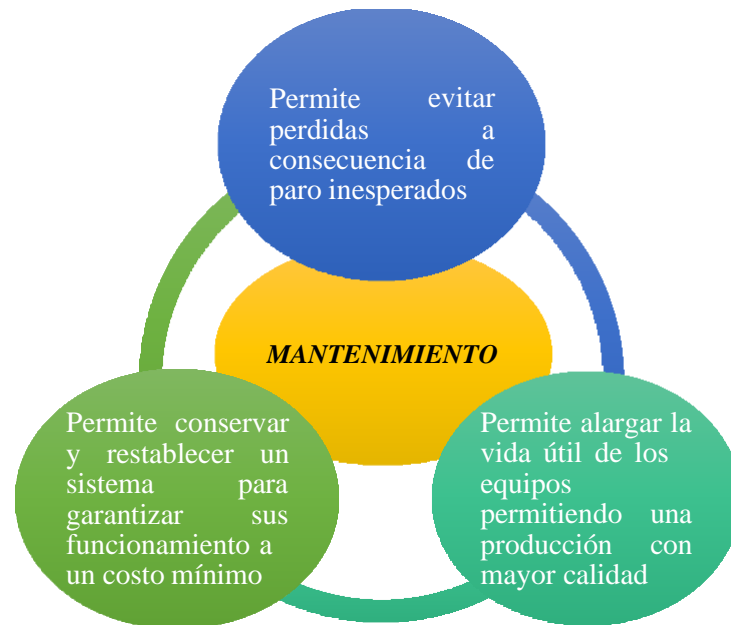 Permite evitar
perdidas a
consecuencia de
paro inesperados
MANTENIMIENTO
Permite conservar
y restablecer un
sistema para
garantizar sus
funcionamiento a
un costo mínimo
Permite alargar la
vida útil de los
equipos
permitiendo una
producción con
mayor calidad